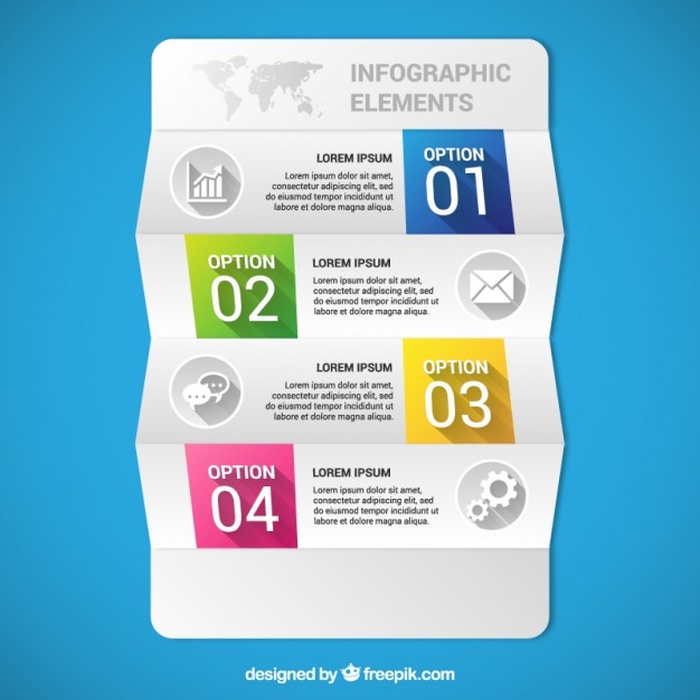 INFOGRAPHIC
ELEMENTS
LOREM IPSUM
Lorem ipsum dolor sit amet,
consectetur adipiscing elit, sed
do eiusmod tempor incididunt ut
labore et dolore magna aliqua.
OPTION
01
OPTION
02
LOREM IPSUM
Lorem ipsum dolor sit amet,
consectetur adipiscing elit, sed
do eiusmod tempor incididunt ut
labore et dolore magna aliqua.
LOREM IPSUM
Lorem ipsum dolor sit amet,
consectetur adipiscing elit, sed
do eiusmod tempor incididunt ut
labore et dolore magna aliqua.
OPTION
03
OPTION
04
LOREM IPSUM
Lorem ipsum dolor sit amet,
consectetur adipiscing elit, sed
do eiusmod tempor incididunt ut
labore et dolore magna aliqua.
designed by freepik.com